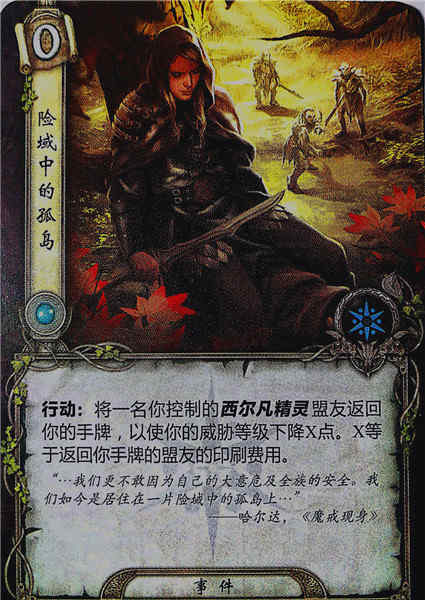 0
险域中的孤岛
行动：将一名你控制的西尔凡精灵盟友返回
你的手牌，以使你的威胁等级下降X点。X等
于返回你手牌的盟友的印刷费用。
“…我们更不敢因为自己的大意危及全族的安全。我
们如今是居住在一片险域中的孤岛上…”
——哈尔达，《魔戒现身》
事件